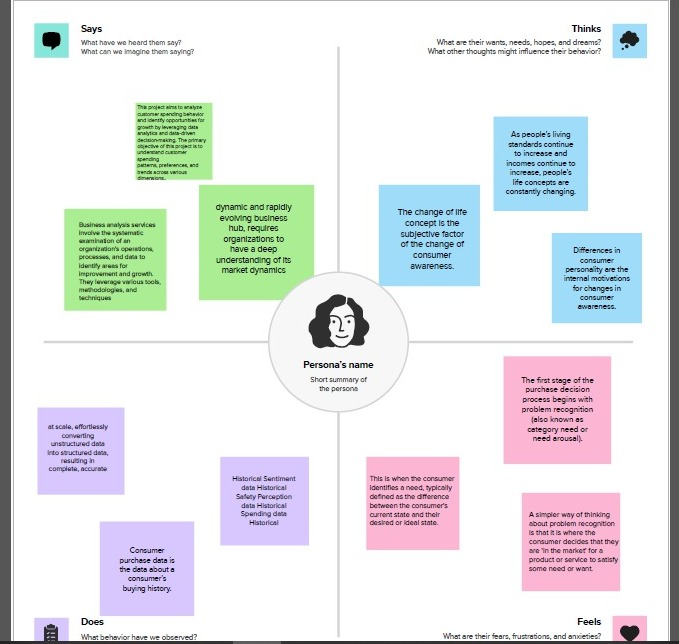 Says
What have we heard them say?
What can we imagine them saying?
Thinks
What are their wants, needs, hopes, and dreams?
What other thoughts might influence their behavior?
This project aims to analyze
customer spending behavior
and identify opportunities for
growth by leveraging data
analytics and data-driven
decision-making. The primary
objective of this project is to
understand customer
spending
patterns, preferences, and
trends across various
dimensions..
dynamic and rapidly
evolving business
hub, requires
organizations to
have a deep
understanding of its
market dynamics
Business analysis services
involve the systematic
examination of an
organization's operations,
processes, and data to
identify areas for
improvement and growth.
They leverage various tools,
methodologies, and
techniques
As people's living
standards continue
to increase and
incomes continue to
increase, people's
life concepts are
constantly changing.
The change of life
concept is the
subjective factor
of the change of
consumer
awareness.
Differences in
consumer
personality are the
internal motivations
for changes in
consumer
awareness.
Persona's name
Short summary of
the persona
at scale, effortlessly
converting
unstructured data
into structured data,
resulting in
complete, accurate
Historical Sentiment
data Historical
Safety Perception
data Historical
Spending data
Historical
Consumer
purchase data is
the data about a
consumer's
buying history.
The first stage of the
purchase decision
process begins with
problem recognition
(also known as
category need or
need arousal).
This is when the consumer
identifies a need, typically
defined as the difference
between the consumer's
current state and their
desired or ideal state.
A simpler way of thinking
about problem recognition
is that it is where the
consumer decides that they
are 'in the market' for a
product or service to satisfy
some need or want.
Does
What behavior have we observed?
Feels
What are their fears, frustrations, and anxieties?